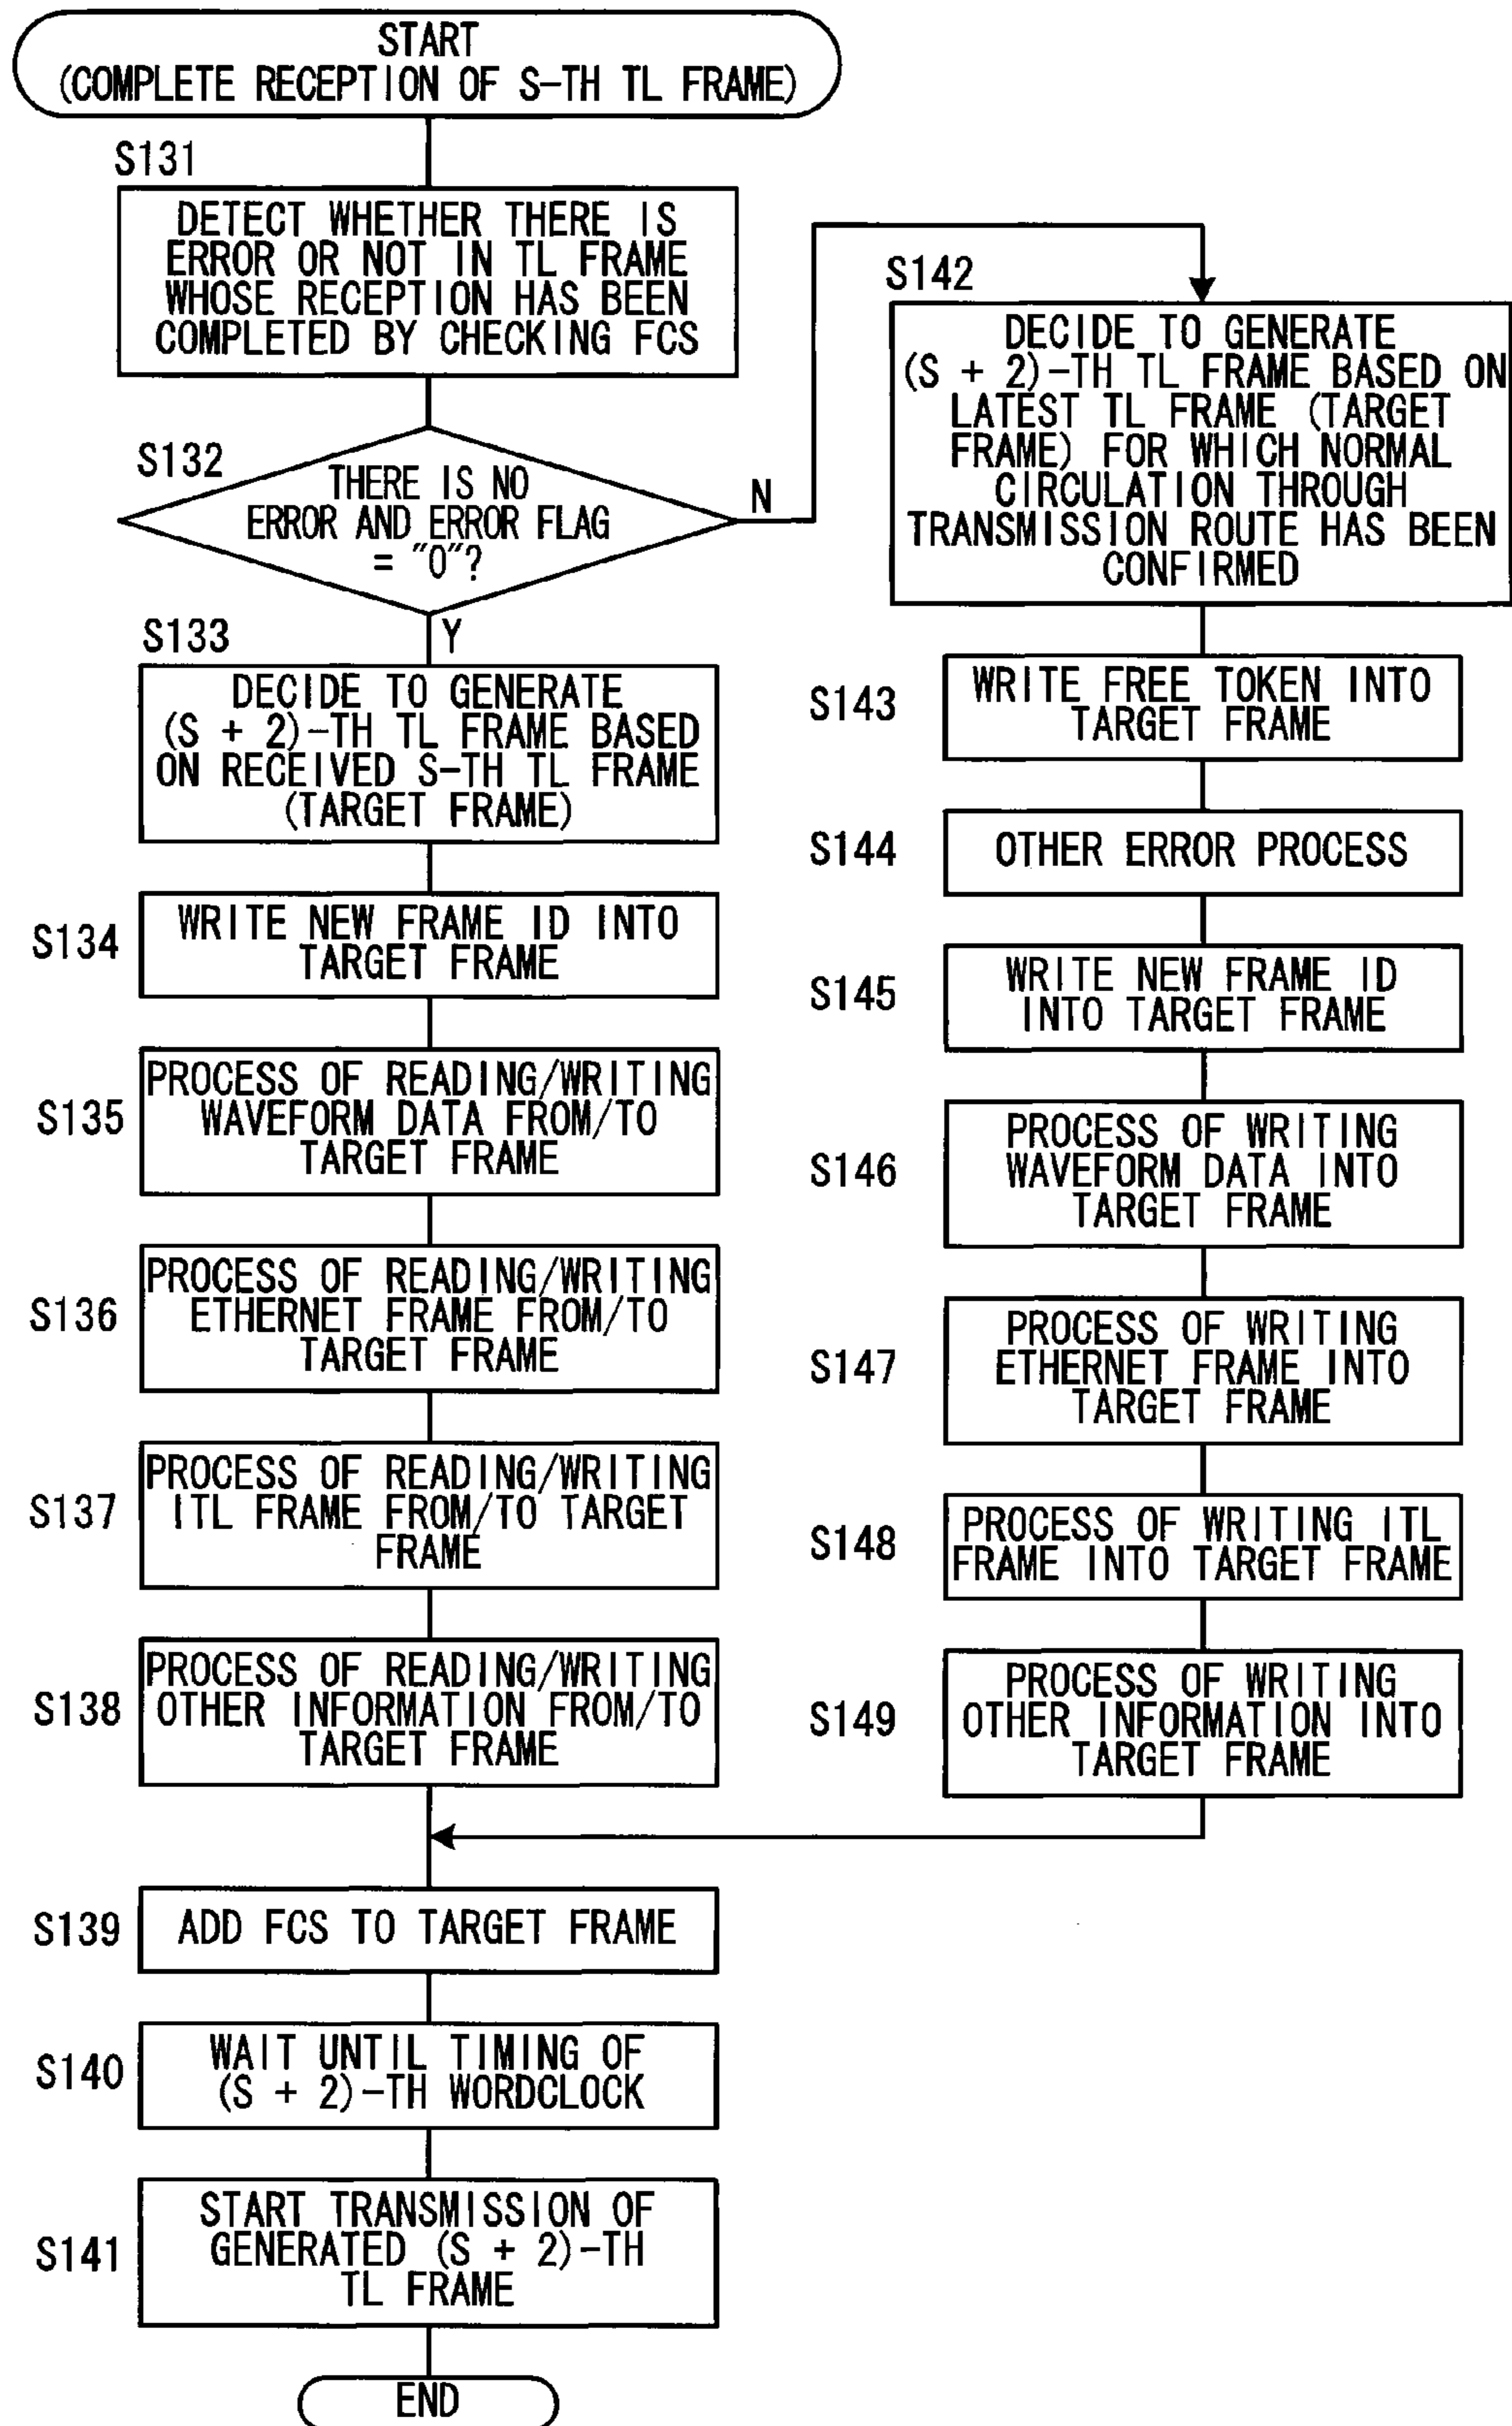 START
(COMPLETE RECEPTION OF S-TH TL FRAME)
S131
DETECT WHETHER THERE IS
ERROR OR NOT IN TL FRAME
WHOSE RECEPTION HAS BEEN
COMPLETED BY CHECKING FCS
S132
THERE IS NO
ERROR AND ERROR FLAG
= "0"?
N
Y
S133
DECIDE TO GENERATE
(S + 2)-TH TL FRAME BASED
ON RECEIVED S-TH TL FRAME
(TARGET FRAME)
S134
WRITE NEW FRAME ID INTO
TARGET FRAME
S135
PROCESS OF READING/WRITING
WAVEFORM DATA FROM/TO
TARGET FRAME
S136
PROCESS OF READING/WRITING
ETHERNET FRAME FROM/TO
TARGET FRAME
S137
PROCESS OF READING/WRITING
ITL FRAME FROM/TO TARGET
FRAME
S138
PROCESS OF READING/WRITING
OTHER INFORMATION FROM/TO
TARGET FRAME
S142
DECIDE TO GENERATE
(S + 2)-TH TL FRAME BASED ON
LATEST TL FRAME (TARGET
FRAME) FOR WHICH NORMAL
CIRCULATION THROUGH
TRANSMISSION ROUTE HAS BEEN
CONFIRMED
S143
WRITE FREE TOKEN INTO
TARGET FRAME
S144
OTHER ERROR PROCESS
S145
WRITE NEW FRAME ID
INTO TARGET FRAME
S146
PROCESS OF WRITING
WAVEFORM DATA INTO
TARGET FRAME
S147
PROCESS OF WRITING
ETHERNET FRAME INTO
TARGET FRAME
S148
PROCESS OF WRITING ITL
FRAME INTO TARGET FRAME
S149
PROCESS OF WRITING
OTHER INFORMATION INTO
TARGET FRAME
S139
ADD FCS TO TARGET FRAME
S140
WAIT UNTIL TIMING OF
(S + 2)-TH WORDCLOCK
S141
START TRANSMISSION OF
GENERATED (S + 2)-TH
TL FRAME
END